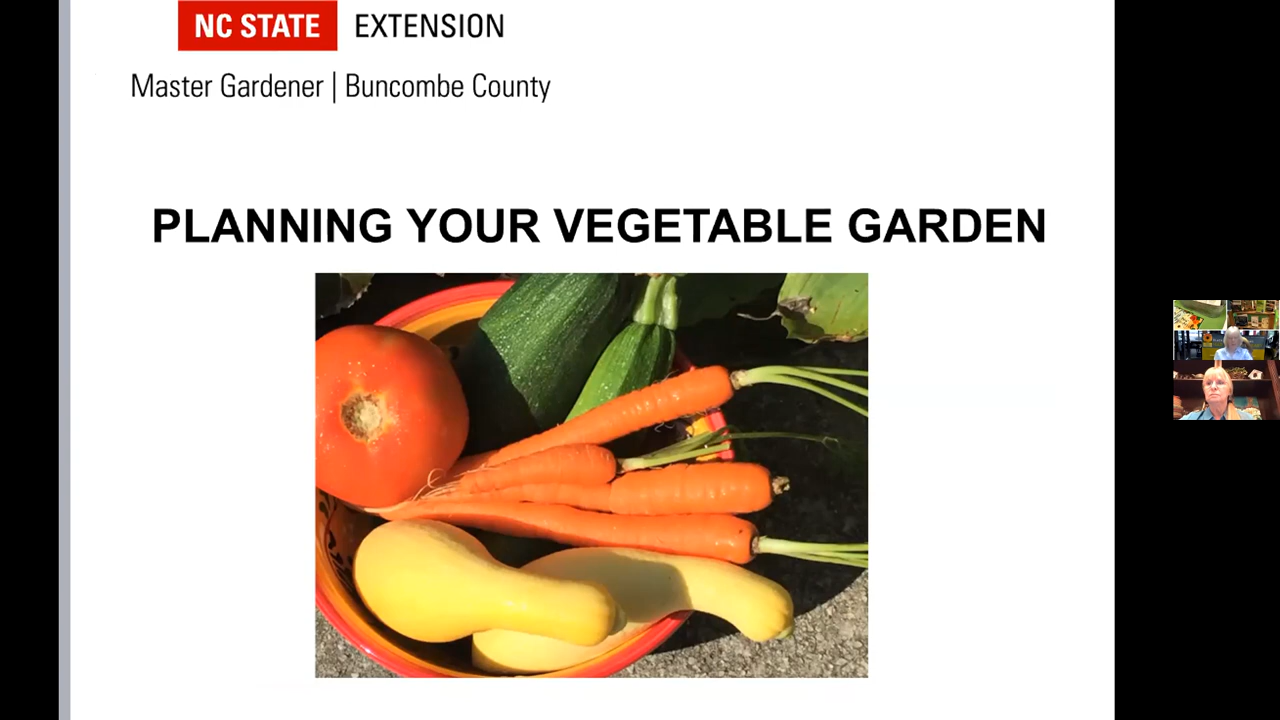 NC STATE EXTENSION
Master Gardener | Buncombe County
PLANNING YOUR VEGETABLE GARDEN